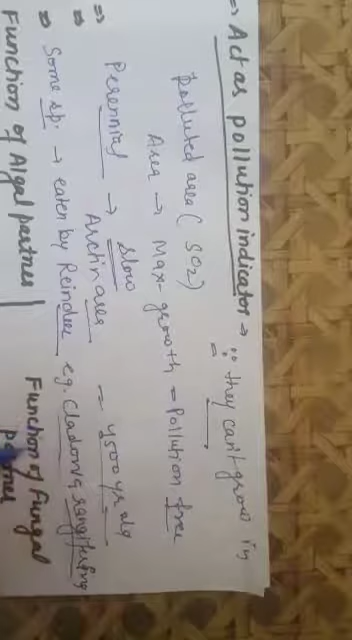 ⇒ Act as pollution indicator → ∵ they can't grow in
Polluted area ( SO2)
Area → Max. growth = Pollution free
⇒ Perennial → slow
Arctic area = 4500 yr old
⇒ Some sp. → eaten by Reindeer e.g. Cladonia rangiferina
Function of Algal partner | Function of Fungal
partner